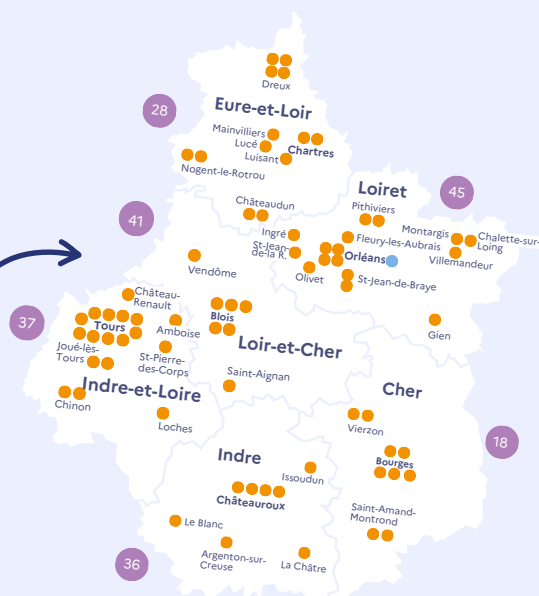 Dreux
28
Eure-et-Loir
Mainvilliers
Lucé
Chartres
Luisant
Nogent-le-Rotrou
Loiret
45
Châteaudun
Pithiviers
41
Ingré
Montargis
Chalette-sur-
Loing
Fleury-les-Aubrais
St-Jean-
de la R.
Orléans
Villemandeur
Vendôme
Olivet
St-Jean-de-Braye
Château-
Renault
37
Tours
Blois
Amboise
Gien
Joué-lès-
Tours
St-Pierre-
des-Corps
Loir-et-Cher
Saint-Aignan
Indre-et-Loire
Cher
Chinon
Loches
Vierzon
18
Indre
Bourges
Issoudun
Châteauroux
Saint-Amand-
Montrond
Le Blanc
Argenton-sur-
Creuse
La Châtre
36